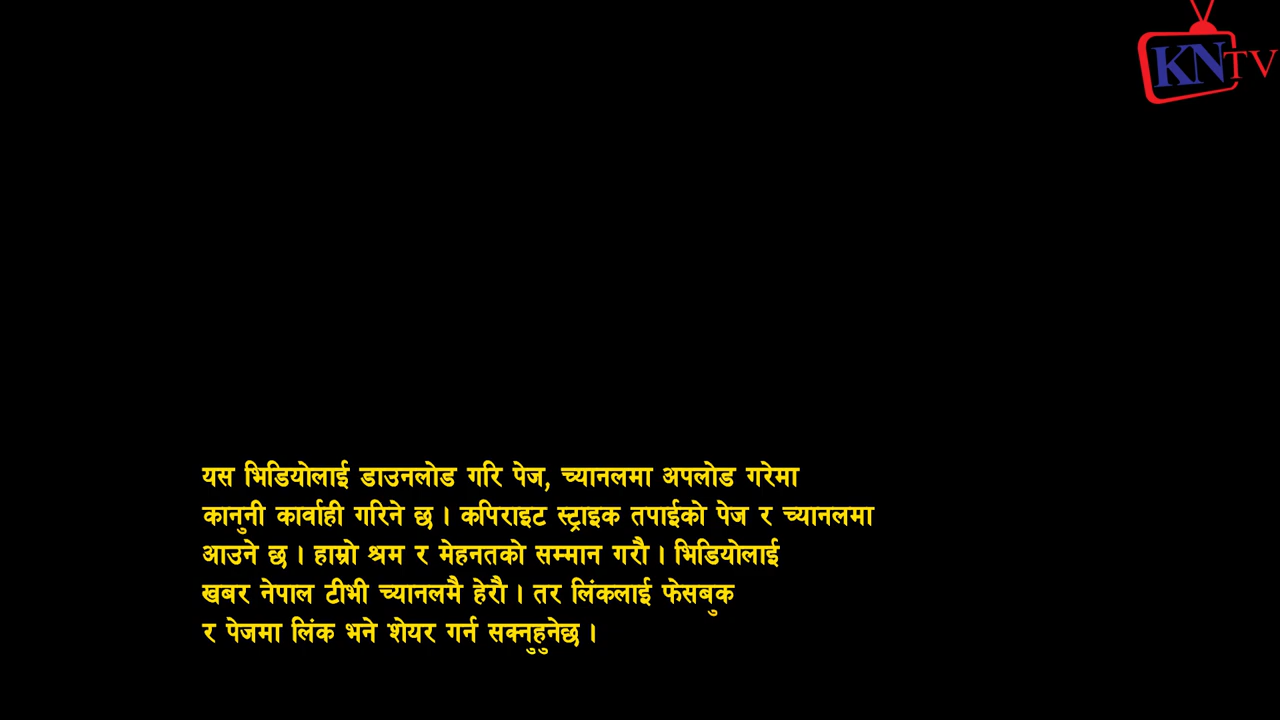 KNTV
यस भिडियोलाई डाउनलोड गरि पेज, च्यानलमा अपलोड गरेमा
कानुनी कार्वाही गरिने छ । कपिराइट स्ट्राइक तपाईको पेज र च्यानलमा
आउने छ । हाम्रो श्रम र मेहनतको सम्मान गरौै । भिडियोलाई
खबर नेपाल टीभी च्यानलमै हेरौै । तर लिंकलाई फेसबुक
र पेजमा लिंक भने शेयर गर्न सक्नुहुनेछ ।